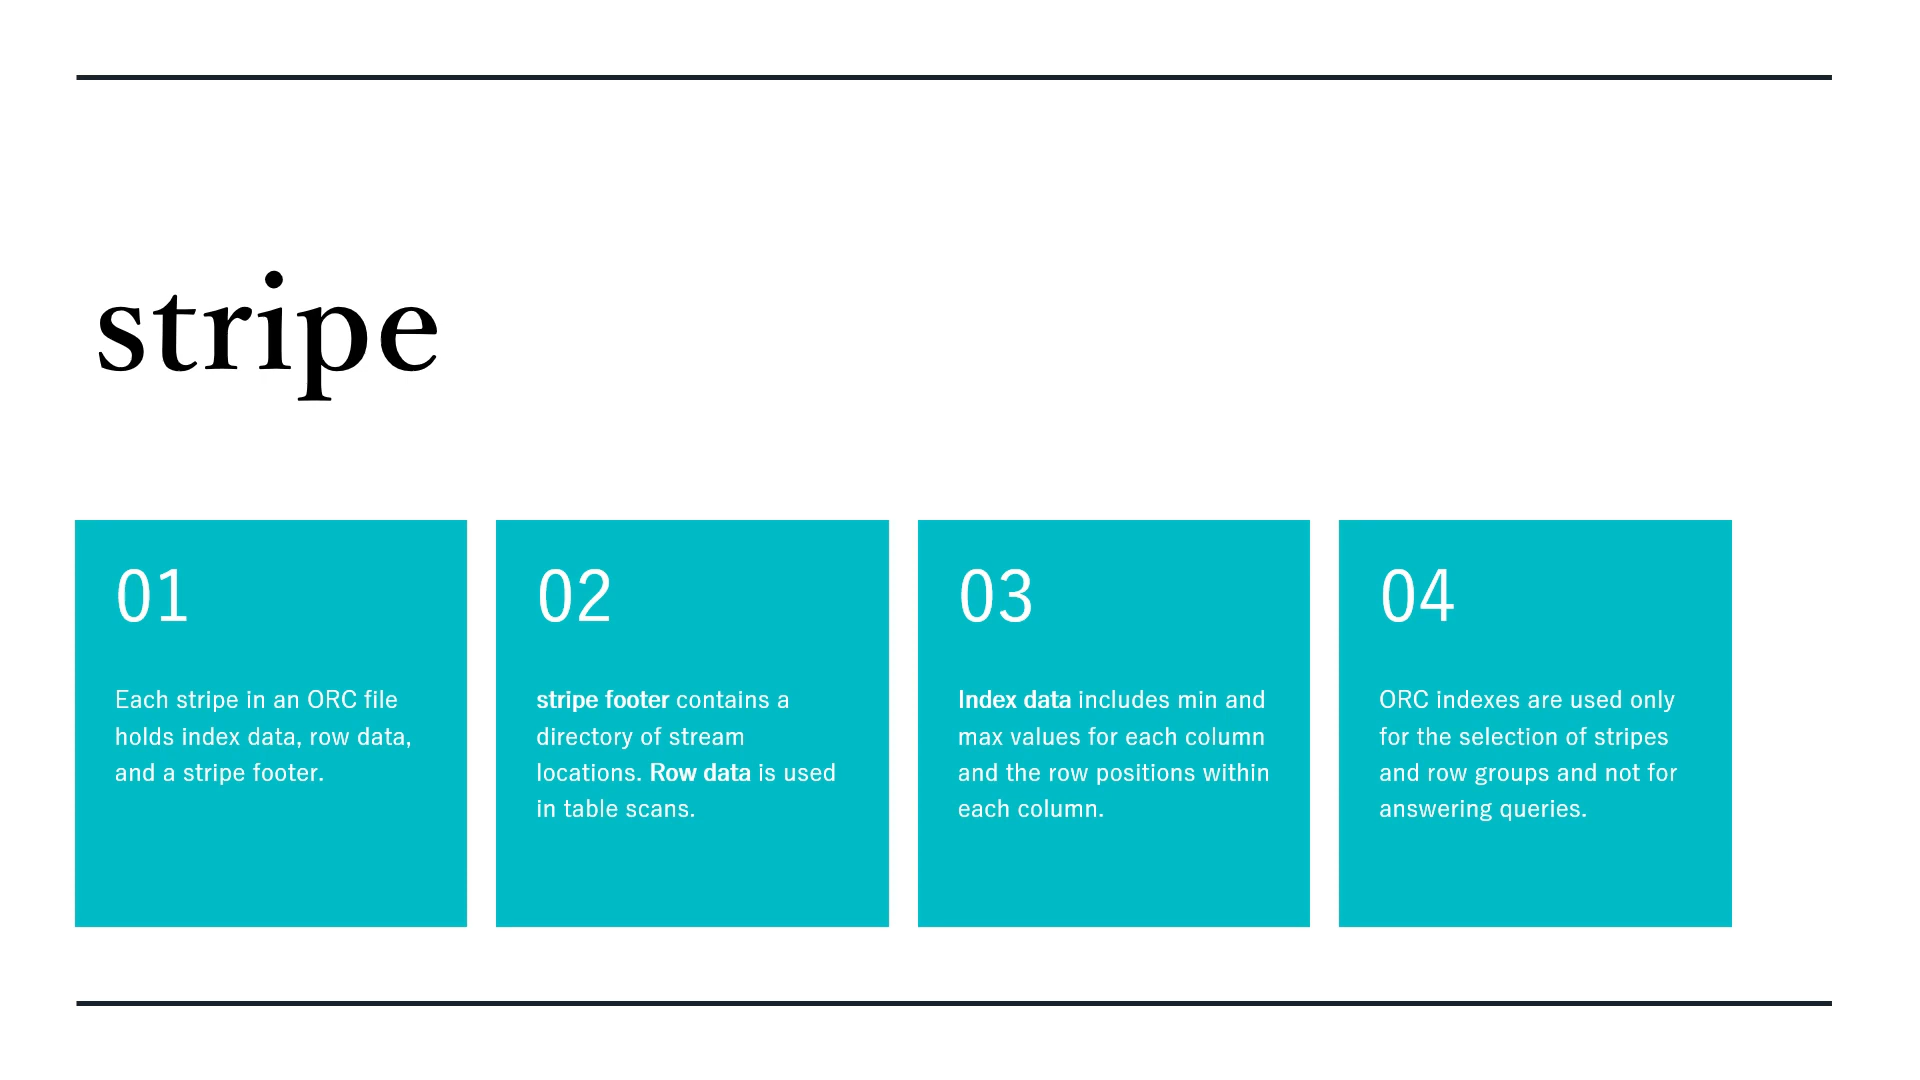 stripe
01
Each stripe in an ORC file
holds index data, row data,
and a stripe footer.
02
stripe footer contains a
directory of stream
locations. Row data is used
in table scans.
03
Index data includes min and
max values for each column
and the row positions within
each column.
04
ORC indexes are used only
for the selection of stripes
and row groups and not for
answering queries.